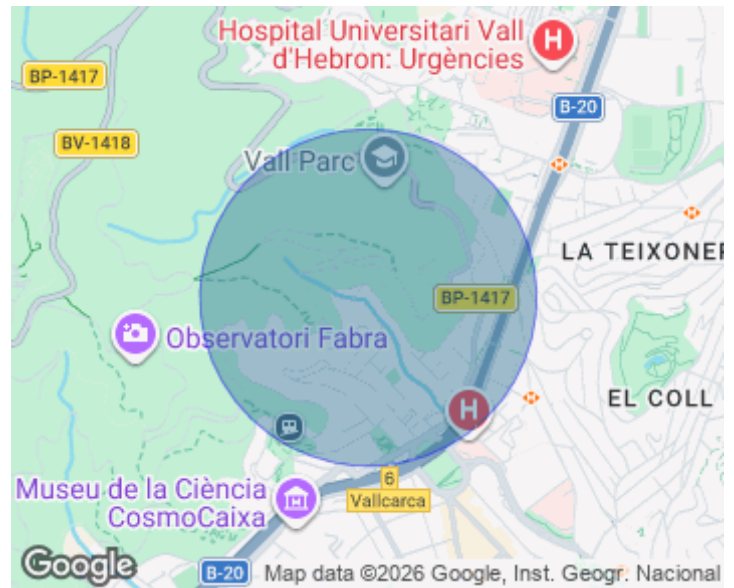 Hospital Universitari Vall
d'Hebron: Urgències
H
BP-1417
B-20
BV-1418
Vall Parc
LA TEIXONER
BP-1417
Observatori Fabra
EL COLL
H
6
Vallcarca
Museu de la Ciència
CosmoCaixa
Google
B-20
Map data ©2026 Google, Inst. Geogr. Nacional